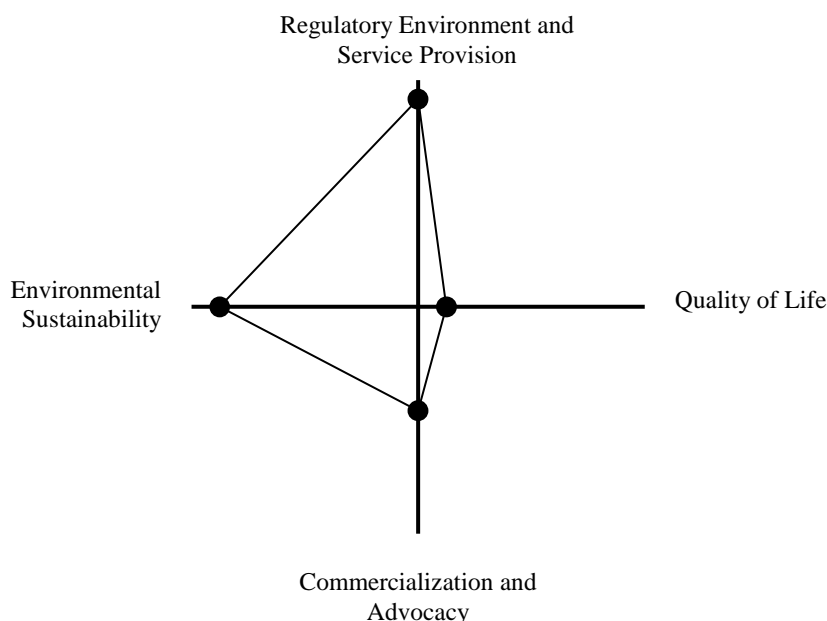 Regulatory Environment and
Service Provision
Environmental
Sustainability
Quality of Life
Commercialization and
Advocacy